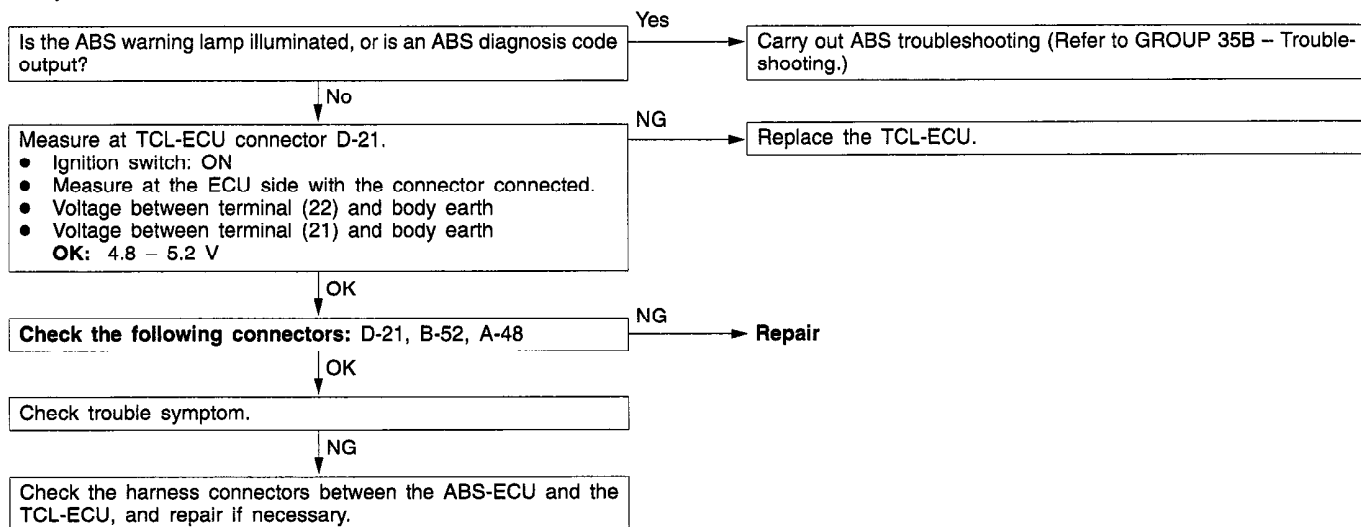 Yes
Is the ABS warning lamp illuminated, or is an ABS diagnosis code
output?
Carry out ABS troubleshooting (Refer to GROUP 35B – Trouble-
shooting.)
No
NG
Measure at TCL-ECU connector D-21.
● Ignition switch: ON
● Measure at the ECU side with the connector connected.
● Voltage between terminal (22) and body earth
● Voltage between terminal (21) and body earth
OK: 4.8 – 5.2 V
Replace the TCL-ECU.
OK
NG
Check the following connectors: D-21, B-52, A-48
Repair
OK
Check trouble symptom.
NG
Check the harness connectors between the ABS-ECU and the
TCL-ECU, and repair if necessary.